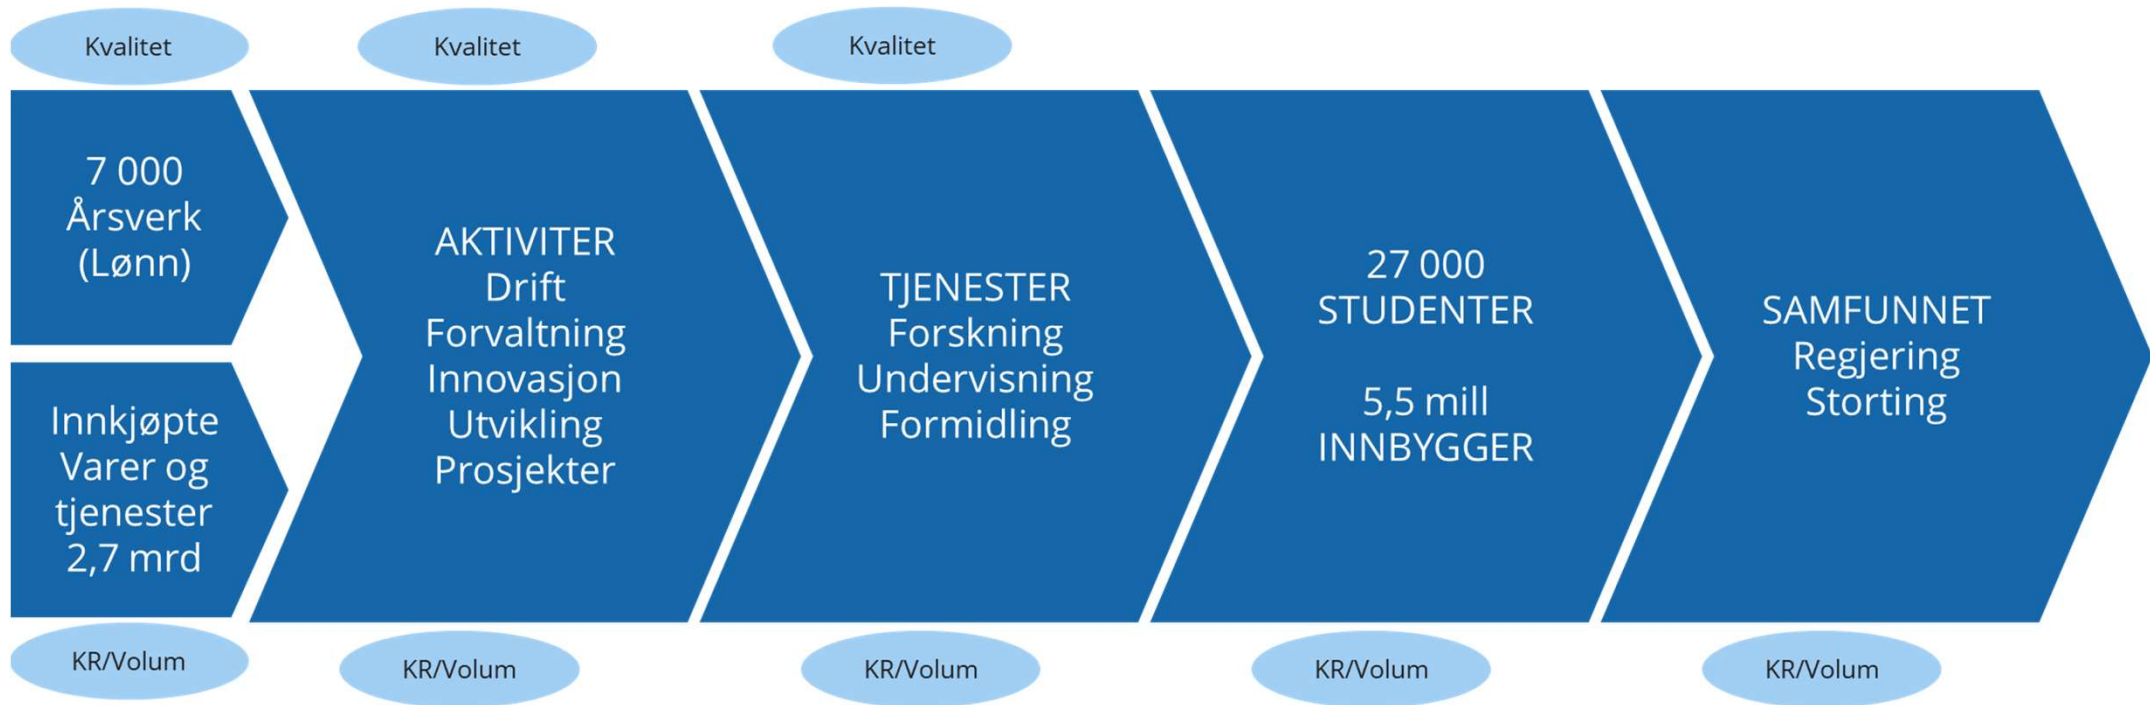 Kvalitet
Kvalitet
Kvalitet
7 000
Årsverk
(Lønn)
Innkjøpte
Varer og
tjenester
2,7 mrd
AKTIVITER
Drift
Forvaltning
Innovasjon
Utvikling
Prosjekter
TJENESTER
Forskning
Undervisning
Formidling
27 000
STUDENTER
5,5 mill
INNBYGGER
SAMFUNNET
Regjering
Storting
KR/Volum
KR/Volum
KR/Volum
KR/Volum
KR/Volum